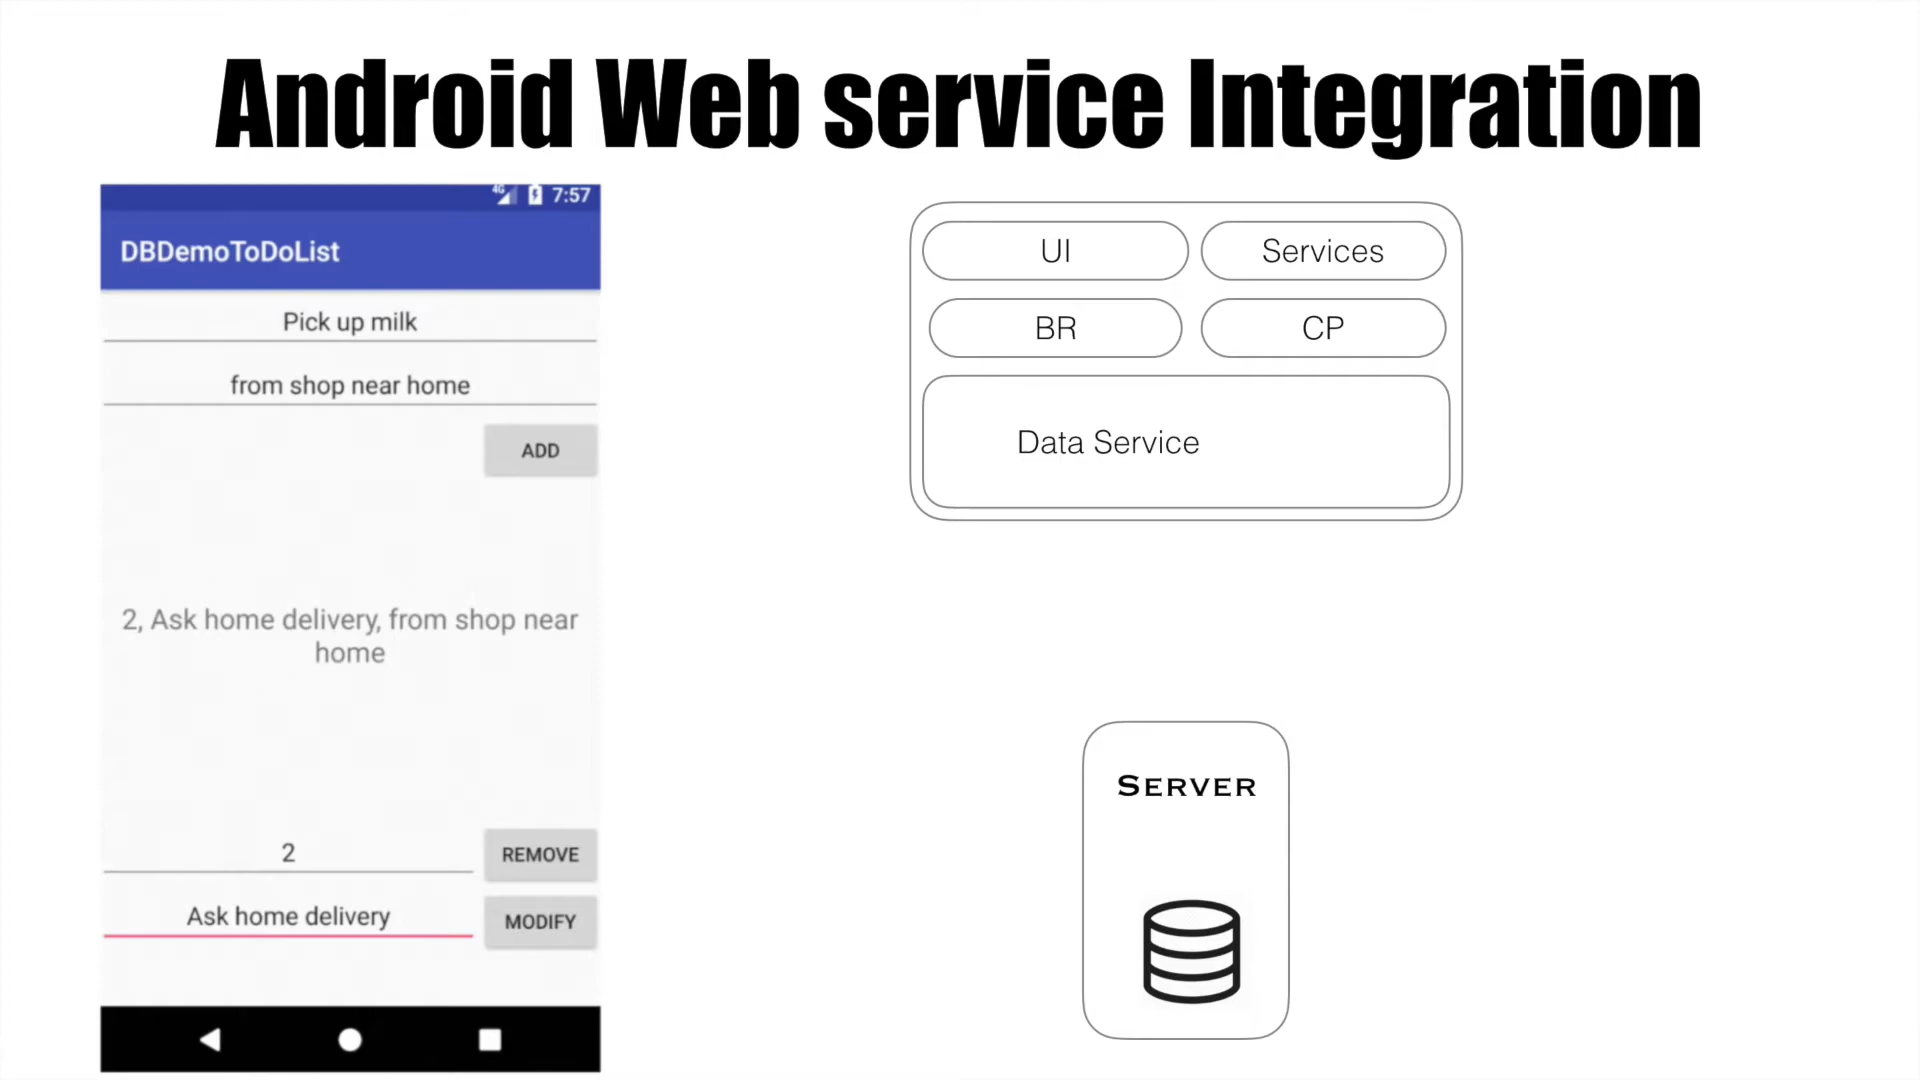 Android Web service Integration
4G 7:57
DBDemoToDoList
Pick up milk
from shop near home
ADD
2, Ask home delivery, from shop near
home
2
REMOVE
Ask home delivery
MODIFY
UI
Services
BR
CP
Data Service
SERVER